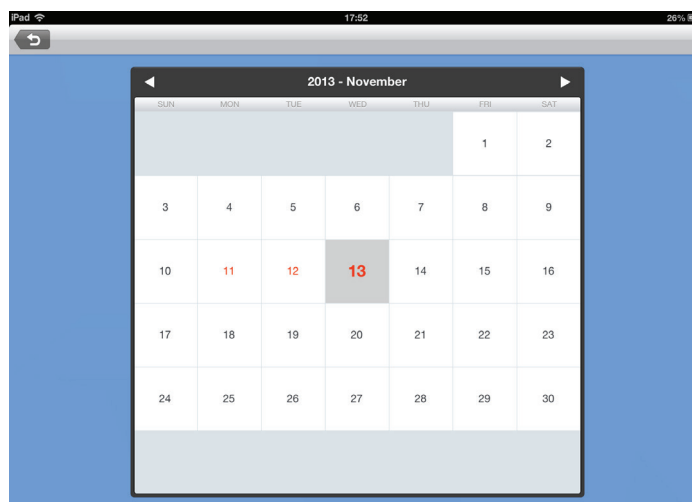 iPad 17:52 26%
2013 - November
SUN MON TUE WED THU FRI SAT
1 2
3 4 5 6 7 8 9
10 11 12 13 14 15 16
17 18 19 20 21 22 23
24 25 26 27 28 29 30